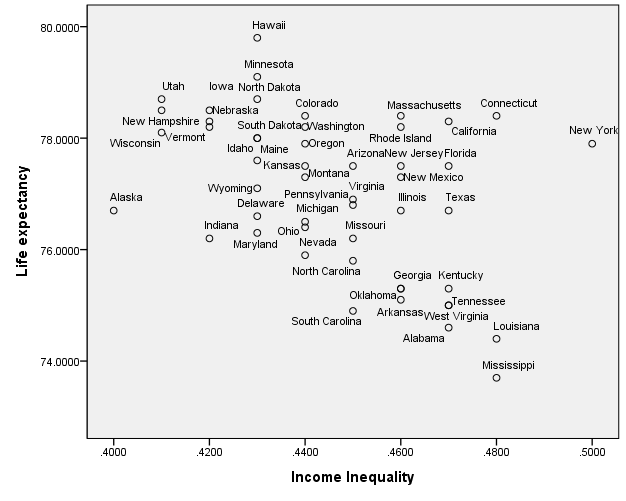 Hawaii
80.0000
Minnesota
Utah
Iowa
North Dakota
Nebraska
Colorado
Massachusetts
Connecticut
New Hampshire
South Dakota
Washington
Rhode Island
California
New York
78.0000
Wisconsin
Vermont
Idaho
Maine
Oregon
Arizona
New Jersey
Florida
Kansas
Montana
New Mexico
Wyoming
Pennsylvania
Virginia
Alaska
Delaware
Michigan
Illinois
Texas
Indiana
Maryland
Ohio
Missouri
76.0000
Nevada
North Carolina
Georgia
Kentucky
Oklahoma
Tennessee
Arkansas
West Virginia
South Carolina
Alabama
Louisiana
74.0000
Mississippi
Life expectancy
.4000
.4200
.4300
.4400
.4600
.4800
.5000
Income Inequality